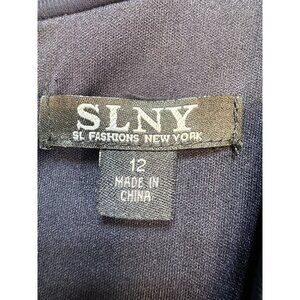 SLNY
SL FASHIONS NEW YORK
12
MADE IN
CHINA